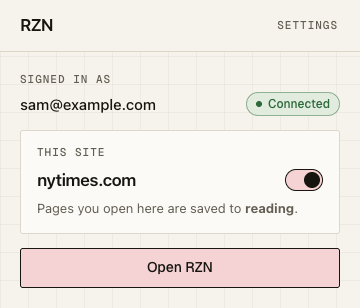 RZN
SETTINGS
SIGNED IN AS
sam@example.com
Connected
THIS SITE
nytimes.com
Pages you open here are saved to reading.
Open RZN